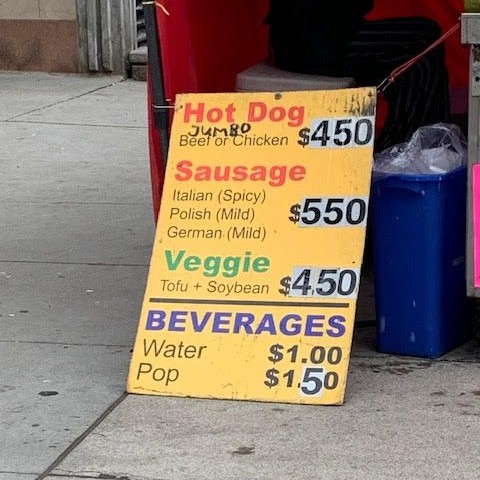 Hot Dog
JUMBO
Beef or Chicken $450
Sausage
Italian (Spicy)
Polish (Mild) $550
German (Mild)
Veggie
Tofu + Soybean $450
BEVERAGES
Water $1.00
Pop $1.50